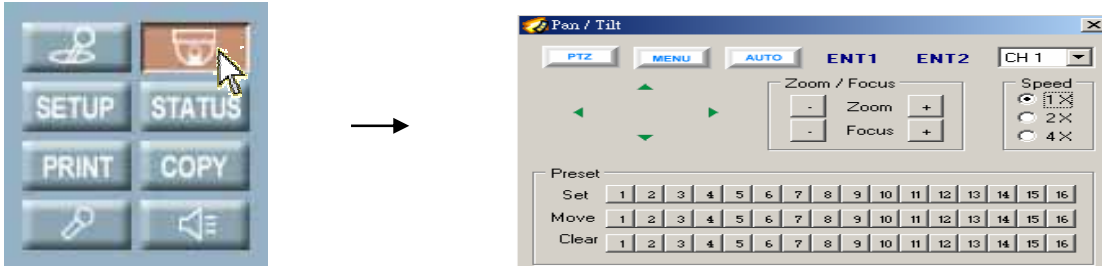 SETUP STATUS
PRINT COPY
Pan / Tilt
PTZ MENU AUTO ENT1 ENT2 CH 1
Zoom / Focus
- Zoom +
- Focus +
Speed
1X
2X
4X
Preset
Set 1 2 3 4 5 6 7 8 9 10 11 12 13 14 15 16
Move 1 2 3 4 5 6 7 8 9 10 11 12 13 14 15 16
Clear 1 2 3 4 5 6 7 8 9 10 11 12 13 14 15 16